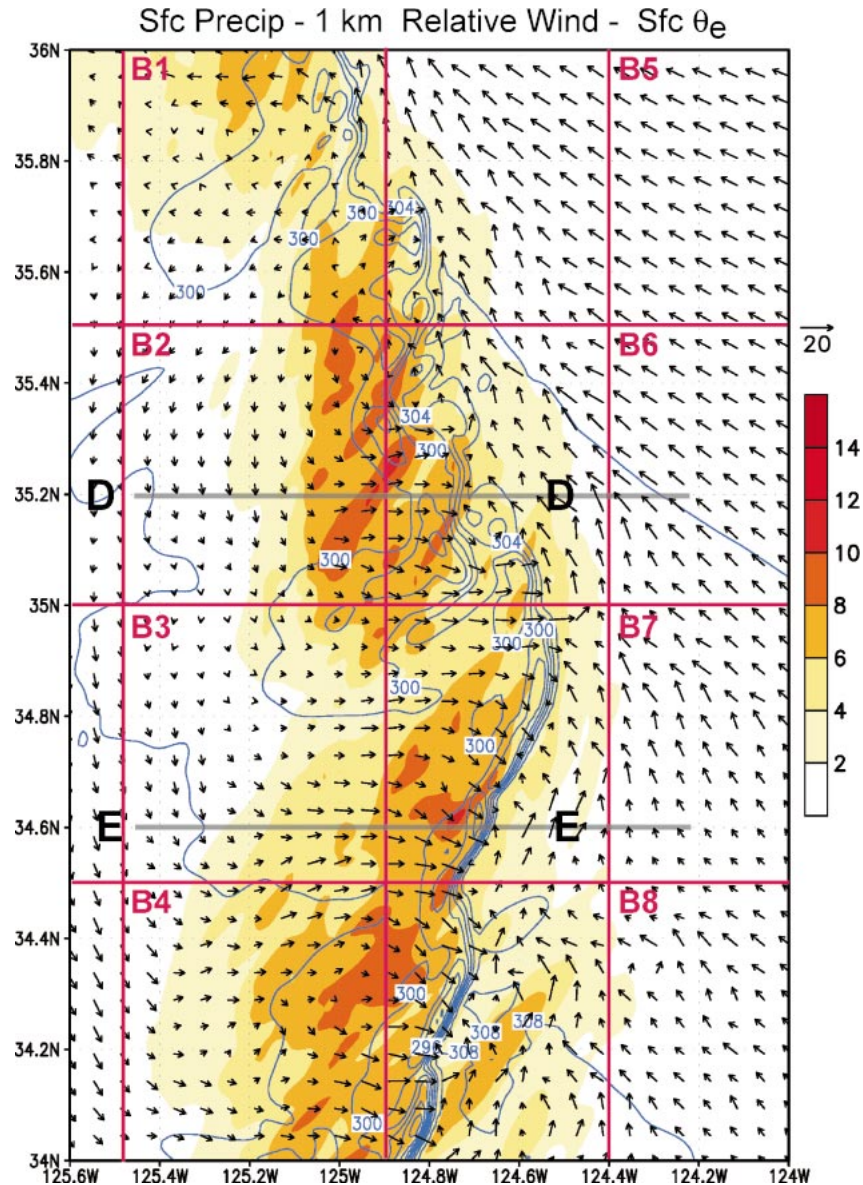 Sfc Precip - 1 km Relative Wind - Sfc θe
36N
B1
B5
35.8N
300
304
300
35.6N
300
B2
B6
20
35.4N
304
300
14
D
35.2N
D
12
304
300
10
35N
B3
B7
300
300
8
300
6
34.8N
300
4
2
E
34.6N
E
B4
B8
34.4N
300
308
308
34.2N
296
308
300
34N
125.6W
125.4W
125.2W
125W
124.8W
124.6W
124.4W
124.2W
124W